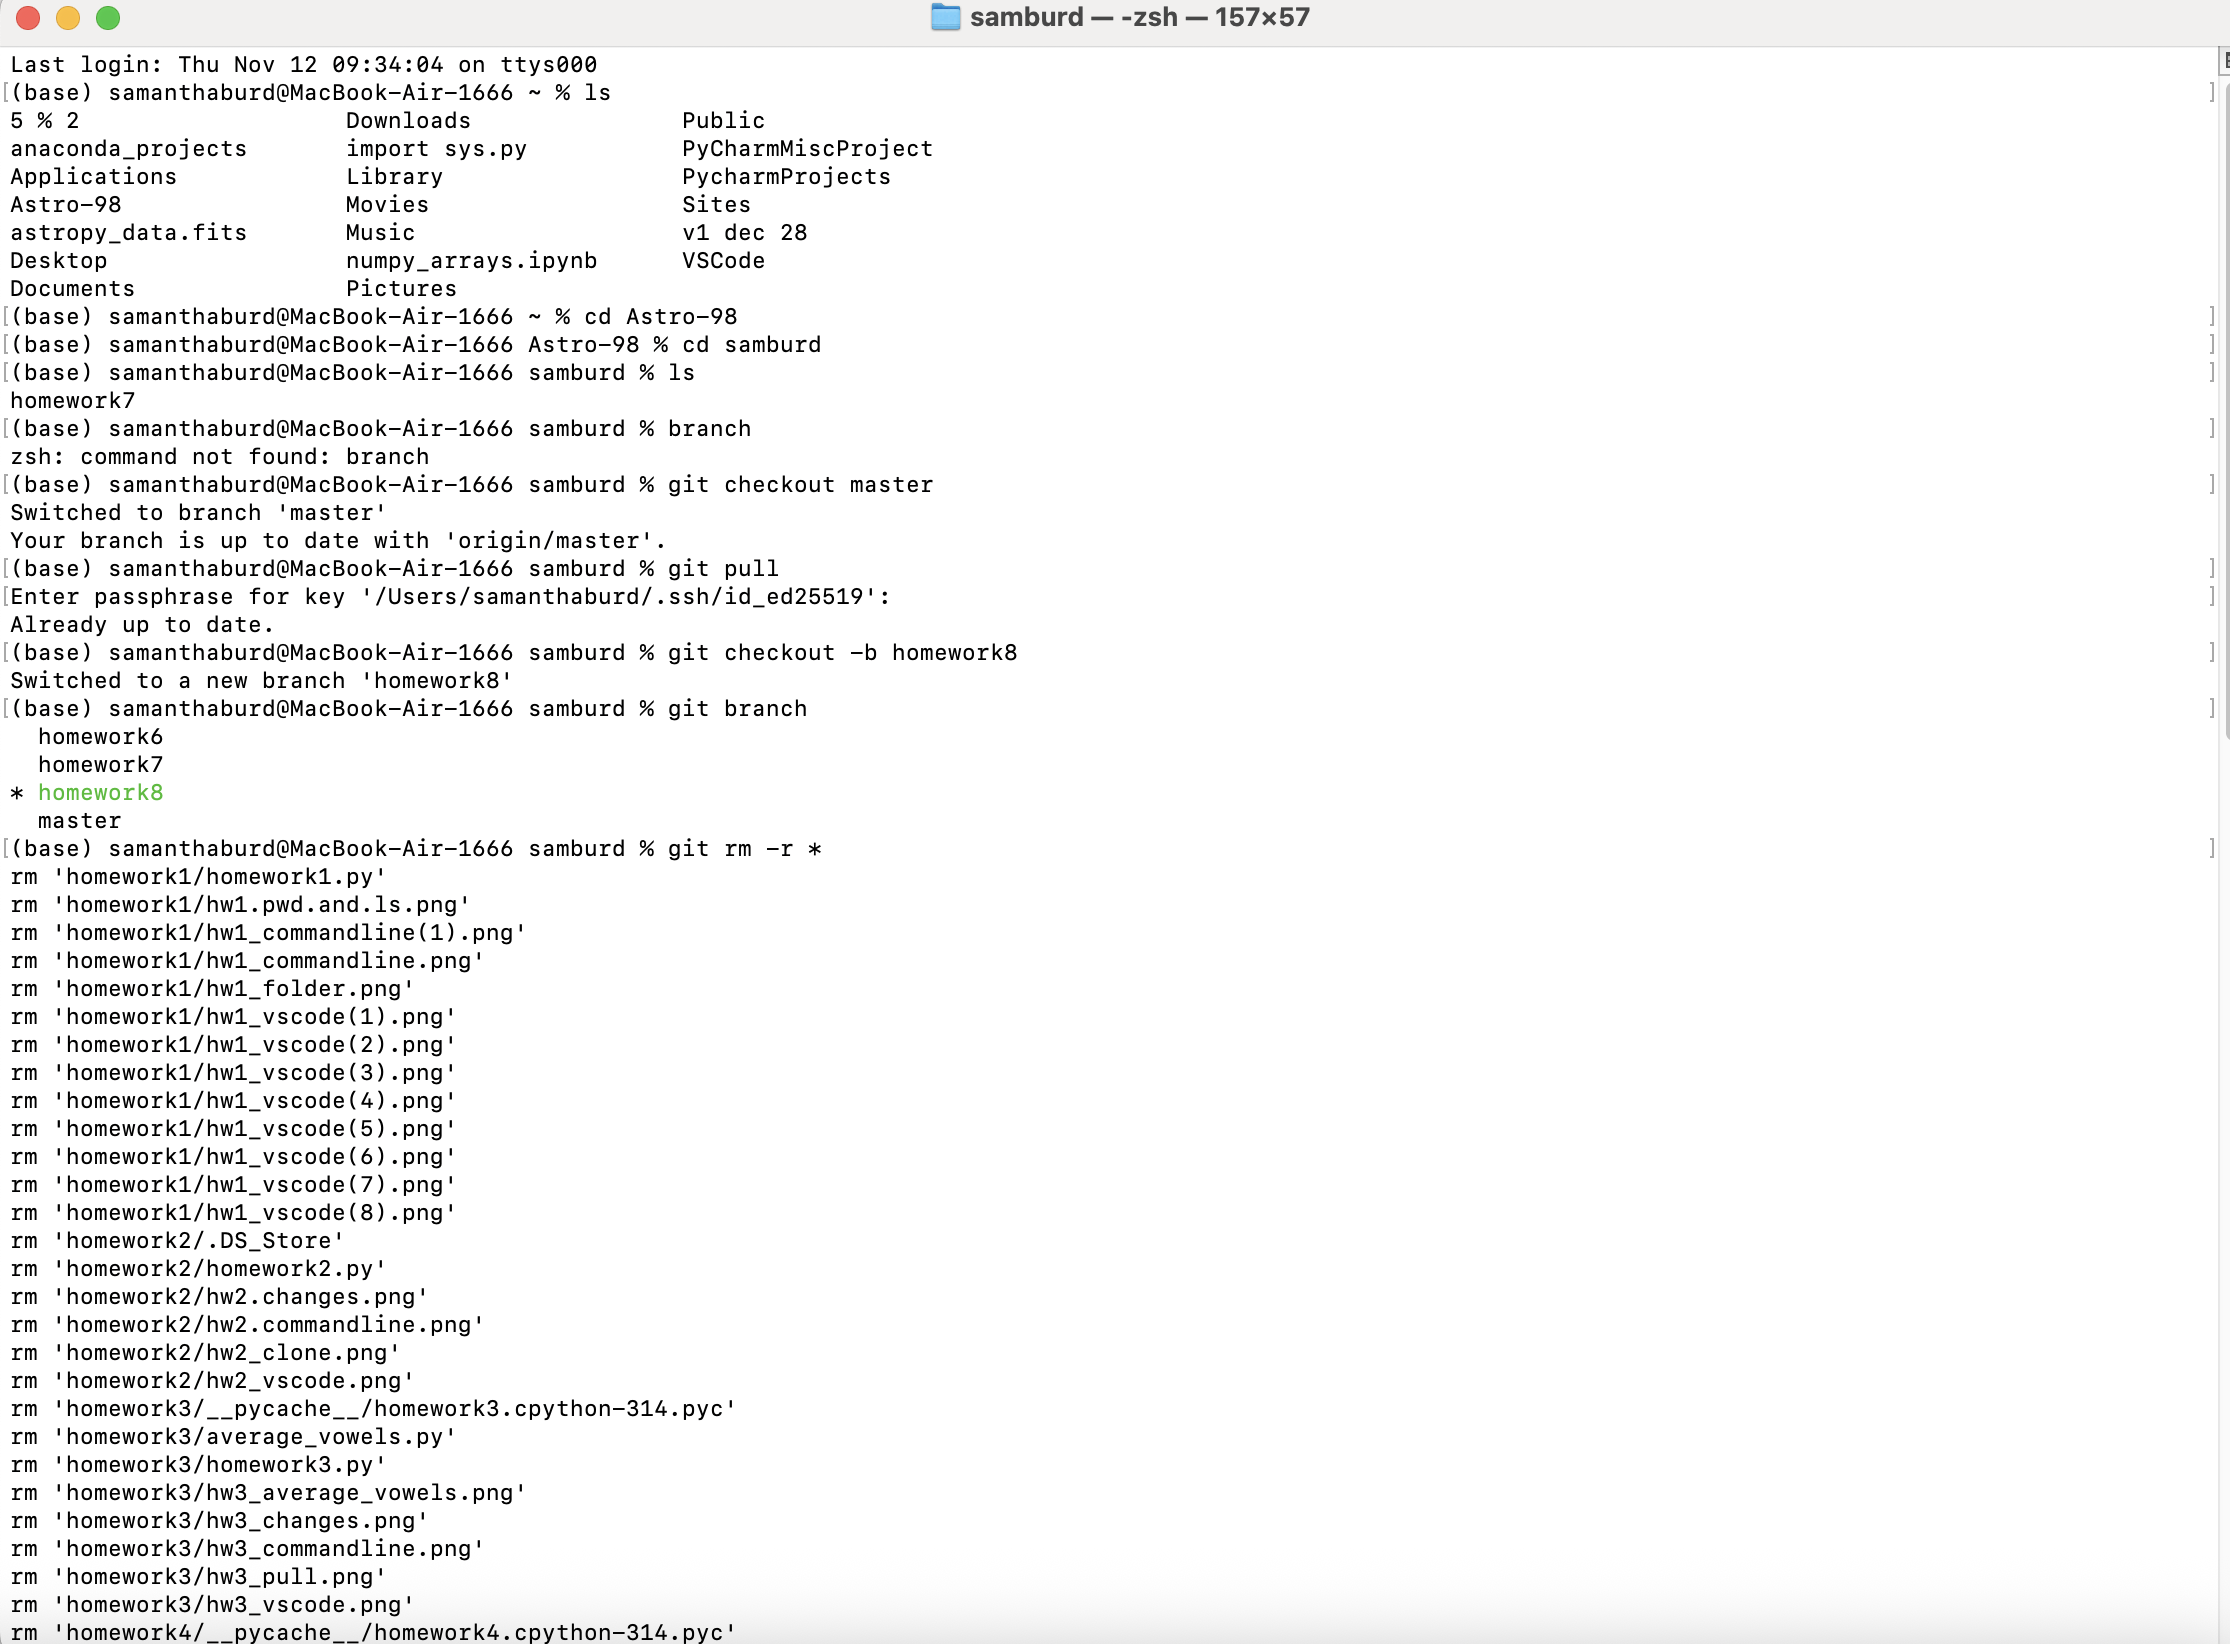 samburd — -zsh — 157×57
Last login: Thu Nov 12 09:34:04 on ttys000
[(base) samanthaburd@MacBook-Air-1666 ~ % ls ]
5 % 2 Downloads Public
anaconda_projects import sys.py PyCharmMiscProject
Applications Library PycharmProjects
Astro-98 Movies Sites
astropy_data.fits Music v1 dec 28
Desktop numpy_arrays.ipynb VSCode
Documents Pictures
[(base) samanthaburd@MacBook-Air-1666 ~ % cd Astro-98 ]
[(base) samanthaburd@MacBook-Air-1666 Astro-98 % cd samburd ]
[(base) samanthaburd@MacBook-Air-1666 samburd % ls ]
homework7
[(base) samanthaburd@MacBook-Air-1666 samburd % branch ]
zsh: command not found: branch
[(base) samanthaburd@MacBook-Air-1666 samburd % git checkout master ]
Switched to branch 'master'
Your branch is up to date with 'origin/master'.
[(base) samanthaburd@MacBook-Air-1666 samburd % git pull ]
[Enter passphrase for key '/Users/samanthaburd/.ssh/id_ed25519': ]
Already up to date.
[(base) samanthaburd@MacBook-Air-1666 samburd % git checkout -b homework8 ]
Switched to a new branch 'homework8'
[(base) samanthaburd@MacBook-Air-1666 samburd % git branch ]
homework6
homework7
* homework8
master
[(base) samanthaburd@MacBook-Air-1666 samburd % git rm -r * ]
rm 'homework1/homework1.py'
rm 'homework1/hw1.pwd.and.ls.png'
rm 'homework1/hw1_commandline(1).png'
rm 'homework1/hw1_commandline.png'
rm 'homework1/hw1_folder.png'
rm 'homework1/hw1_vscode(1).png'
rm 'homework1/hw1_vscode(2).png'
rm 'homework1/hw1_vscode(3).png'
rm 'homework1/hw1_vscode(4).png'
rm 'homework1/hw1_vscode(5).png'
rm 'homework1/hw1_vscode(6).png'
rm 'homework1/hw1_vscode(7).png'
rm 'homework1/hw1_vscode(8).png'
rm 'homework2/.DS_Store'
rm 'homework2/homework2.py'
rm 'homework2/hw2.changes.png'
rm 'homework2/hw2.commandline.png'
rm 'homework2/hw2_clone.png'
rm 'homework2/hw2_vscode.png'
rm 'homework3/__pycache__/homework3.cpython-314.pyc'
rm 'homework3/average_vowels.py'
rm 'homework3/homework3.py'
rm 'homework3/hw3_average_vowels.png'
rm 'homework3/hw3_changes.png'
rm 'homework3/hw3_commandline.png'
rm 'homework3/hw3_pull.png'
rm 'homework3/hw3_vscode.png'
rm 'homework4/__pycache__/homework4.cpython-314.pyc'